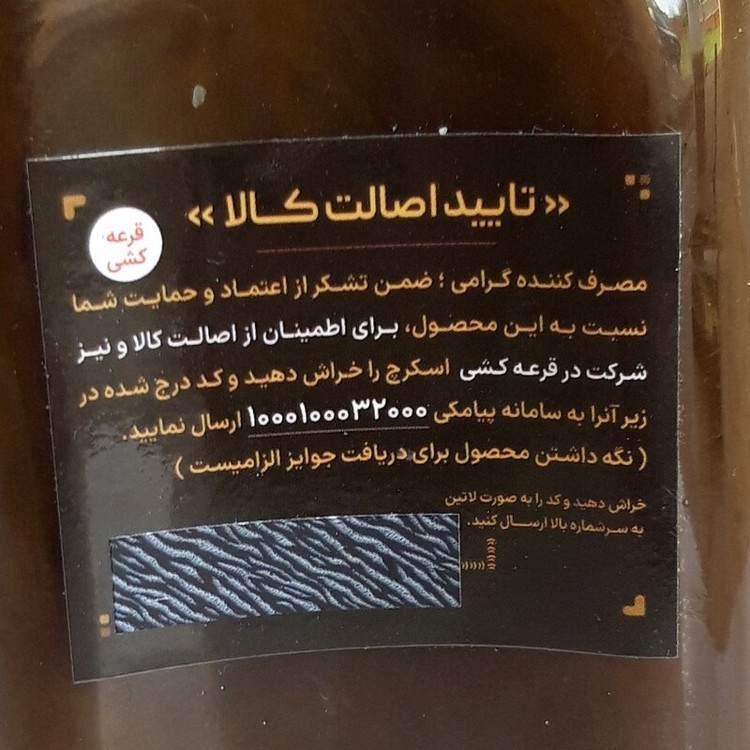 « تایید اصالت کالا »
قرعه
کشی
مصرف کننده گرامی ؛ ضمن تشکر از اعتماد و حمایت شما
نسبت به این محصول، برای اطمینان از اصالت کالا و نیز
شرکت در قرعه کشی اسکرچ را خراش دهید و کد درج شده در
زیر آنرا به سامانه پیامکی ۱۰۰۰۱۰۰۰۳۲۰۰۰ ارسال نمایید.
( نگه داشتن محصول برای دریافت جوایز الزامیست )
خراش دهید و کد را به صورت لاتین
به سرشماره بالا ارسال کنید.